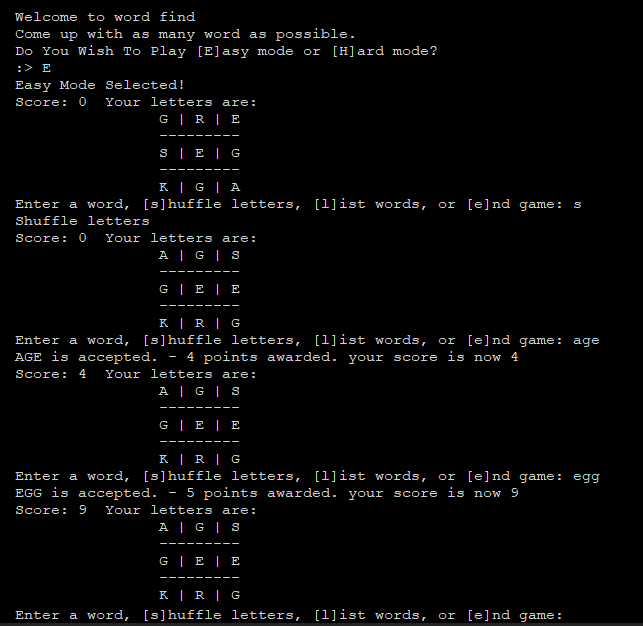 Welcome to word find
Come up with as many word as possible.
Do You Wish To Play [E]asy mode or [H]ard mode?
:> E
Easy Mode Selected!
Score: 0  Your letters are:
G | R | E
---------
S | E | G
---------
K | G | A
Enter a word, [s]huffle letters, [l]ist words, or [e]nd game: s
Shuffle letters
Score: 0  Your letters are:
A | G | S
---------
G | E | E
---------
K | R | G
Enter a word, [s]huffle letters, [l]ist words, or [e]nd game: age
AGE is accepted. - 4 points awarded. your score is now 4
Score: 4  Your letters are:
A | G | S
---------
G | E | E
---------
K | R | G
Enter a word, [s]huffle letters, [l]ist words, or [e]nd game: egg
EGG is accepted. - 5 points awarded. your score is now 9
Score: 9  Your letters are:
A | G | S
---------
G | E | E
---------
K | R | G
Enter a word, [s]huffle letters, [l]ist words, or [e]nd game: